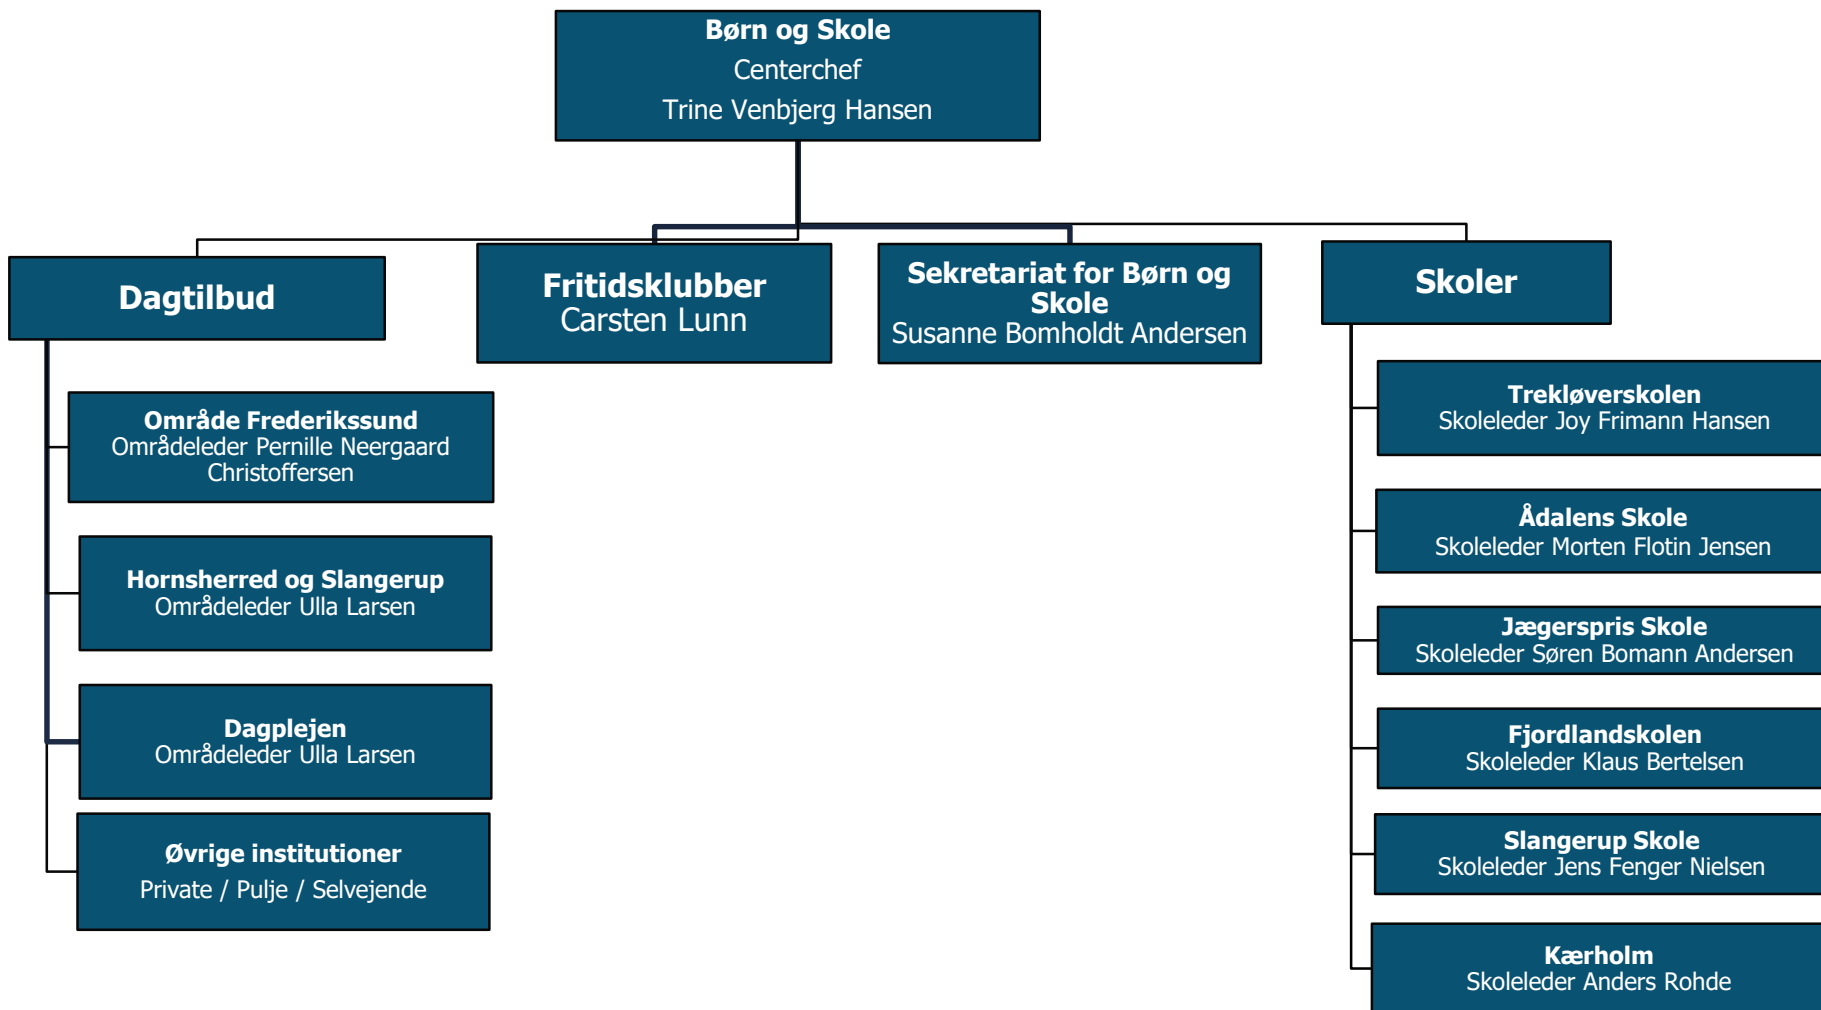 Børn og Skole
Centerchef
Trine Venbjerg Hansen
Dagtilbud
Fritidsklubber
Carsten Lunn
Sekretariat for Børn og
Skole
Susanne Bomholdt Andersen
Skoler
Område Frederikssund
Områdeleder Pernille Neergaard
Christoffersen
Hornsherred og Slangerup
Områdeleder Ulla Larsen
Dagplejen
Områdeleder Ulla Larsen
Øvrige institutioner
Private / Pulje / Selvejende
Trekløverskolen
Skoleleder Joy Frimann Hansen
Ådalens Skole
Skoleleder Morten Flotin Jensen
Jægerspris Skole
Skoleleder Søren Bomann Andersen
Fjordlandskolen
Skoleleder Klaus Bertelsen
Slangerup Skole
Skoleleder Jens Fenger Nielsen
Kærholm
Skoleleder Anders Rohde